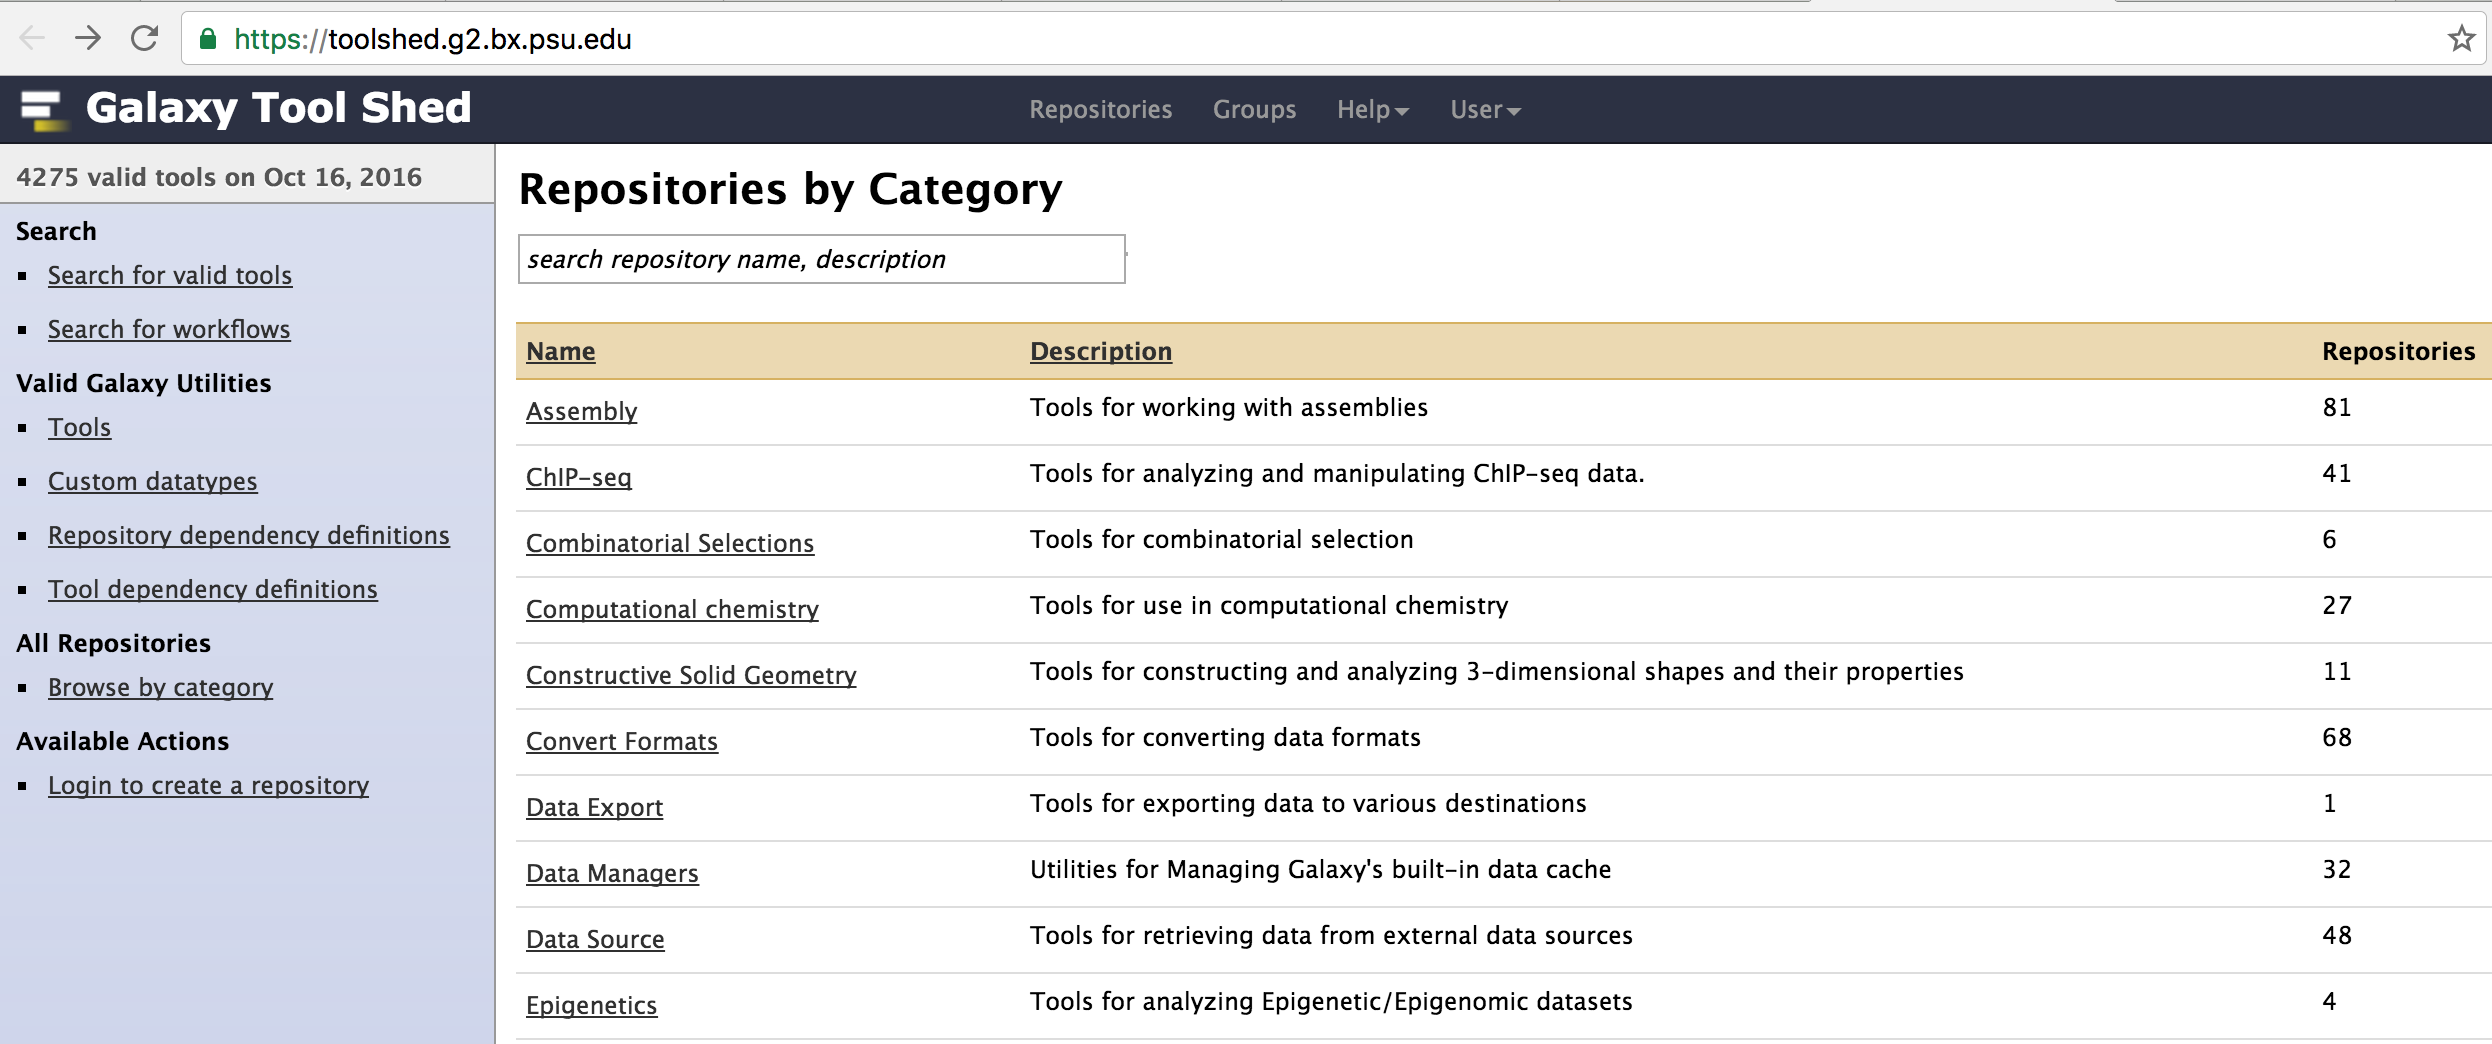 https://toolshed.g2.bx.psu.edu
Galaxy Tool Shed
Repositories Groups Help User
4275 valid tools on Oct 16, 2016
Search
Search for valid tools
Search for workflows
Valid Galaxy Utilities
Tools
Custom datatypes
Repository dependency definitions
Tool dependency definitions
All Repositories
Browse by category
Available Actions
Login to create a repository
Repositories by Category
search repository name, description
Name Description Repositories
Assembly Tools for working with assemblies 81
ChIP-seq Tools for analyzing and manipulating ChIP-seq data. 41
Combinatorial Selections Tools for combinatorial selection 6
Computational chemistry Tools for use in computational chemistry 27
Constructive Solid Geometry Tools for constructing and analyzing 3-dimensional shapes and their properties 11
Convert Formats Tools for converting data formats 68
Data Export Tools for exporting data to various destinations 1
Data Managers Utilities for Managing Galaxy's built-in data cache 32
Data Source Tools for retrieving data from external data sources 48
Epigenetics Tools for analyzing Epigenetic/Epigenomic datasets 4